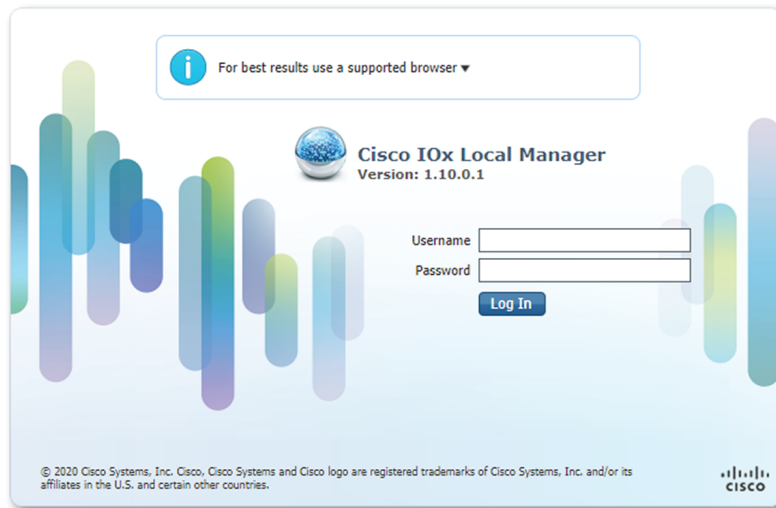 For best results use a supported browser ▾
Cisco IOx Local Manager
Version: 1.10.0.1
Username
Password
Log In
© 2020 Cisco Systems, Inc. Cisco, Cisco Systems and Cisco logo are registered trademarks of Cisco Systems, Inc. and/or its
affiliates in the U.S. and certain other countries.
CISCO